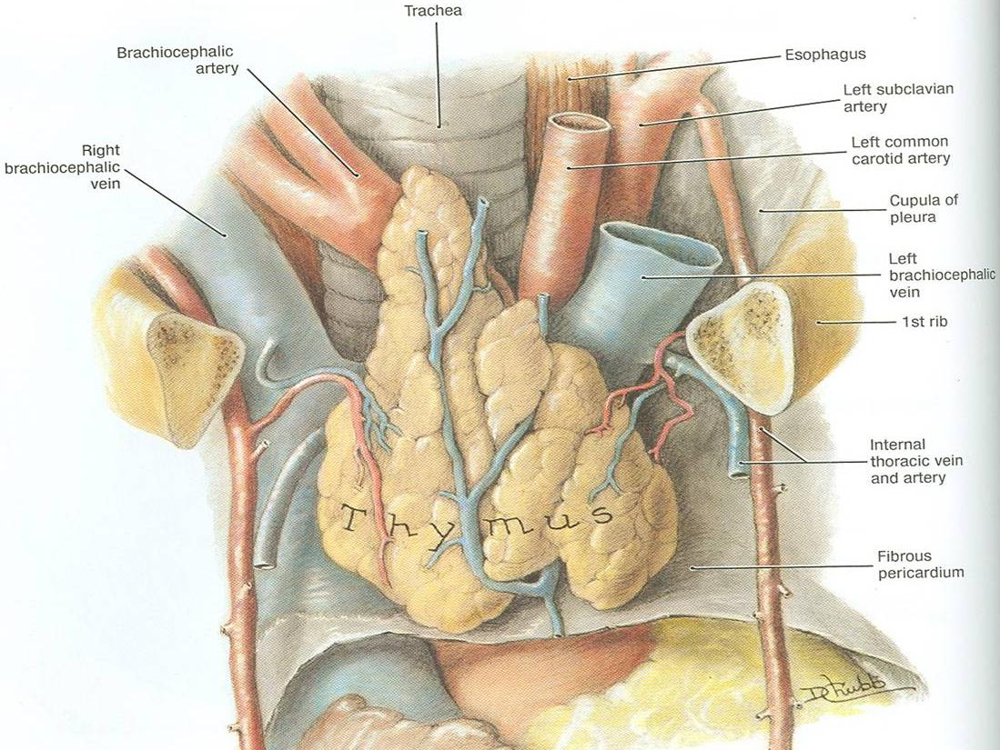 Trachea
Brachiocephalic
artery
Esophagus
Left subclavian
artery
Right
brachiocephalic
vein
Left common
carotid artery
Cupula of
pleura
Left
brachiocephalic
vein
1st rib
Internal
thoracic vein
and artery
Thymus
Fibrous
pericardium